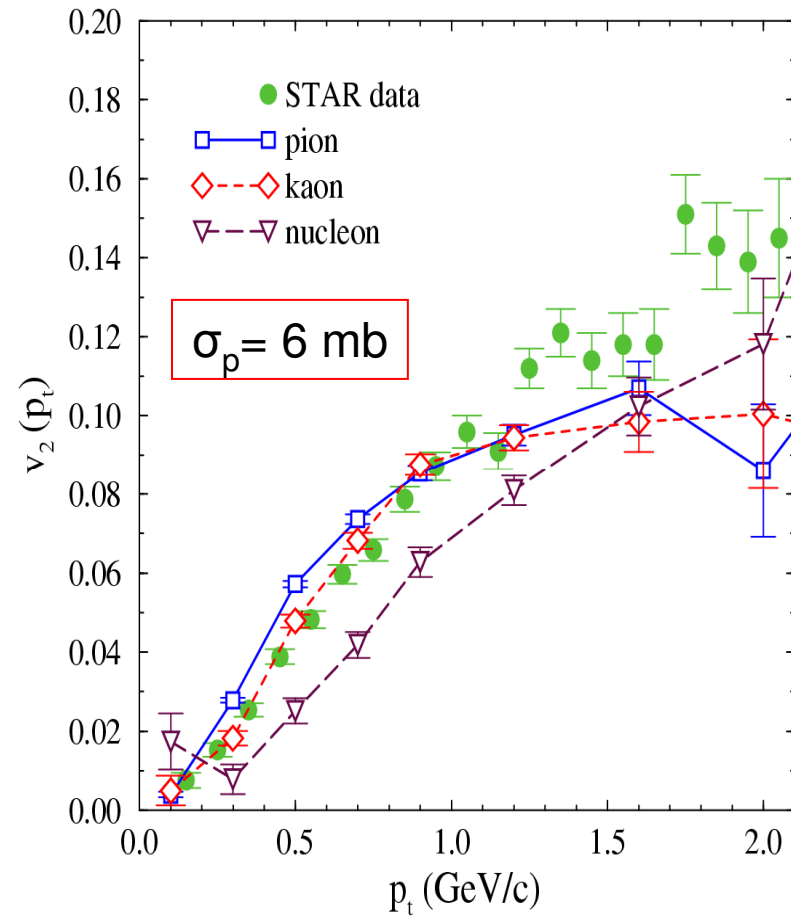 0.20
0.18
0.16
0.14
0.12
0.10
0.08
0.06
0.04
0.02
0.00
v₂ (pₜ)
STAR data
pion
kaon
nucleon
σₚ= 6 mb
0.0 0.5 1.0 1.5 2.0
pₜ (GeV/c)